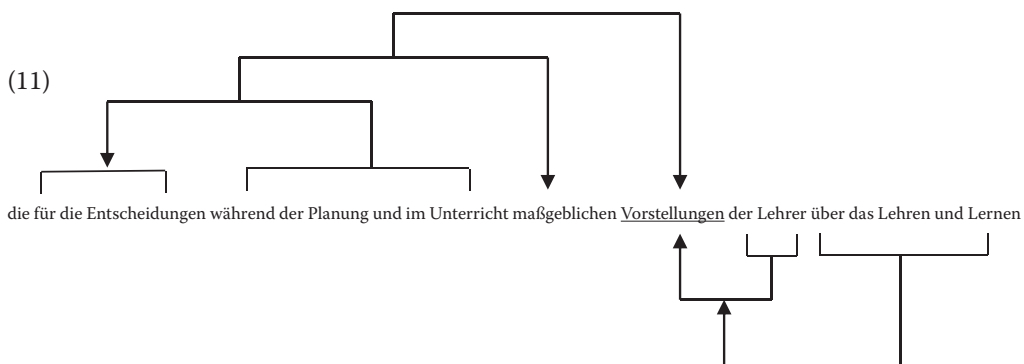 (11)
die für die Entscheidungen während der Planung und im Unterricht maßgeblichen Vorstellungen der Lehrer über das Lehren und Lernen